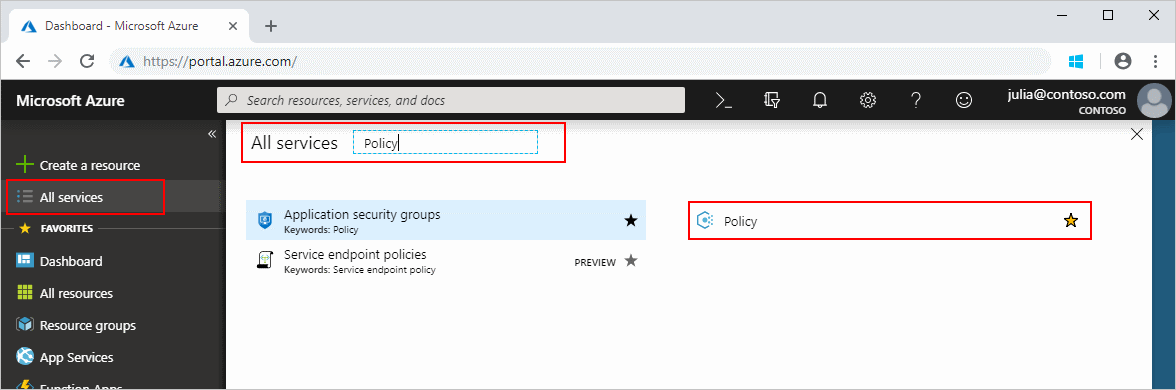 Dashboard - Microsoft Azure
https://portal.azure.com/
Microsoft Azure
Search resources, services, and docs
julia@contoso.com
CONTOSO
Create a resource
All services
FAVORITES
Dashboard
All resources
Resource groups
App Services
Function Apps
All services
Policy
Application security groups
Keywords: Policy
Service endpoint policies
Keywords: Service endpoint policy
PREVIEW
Policy